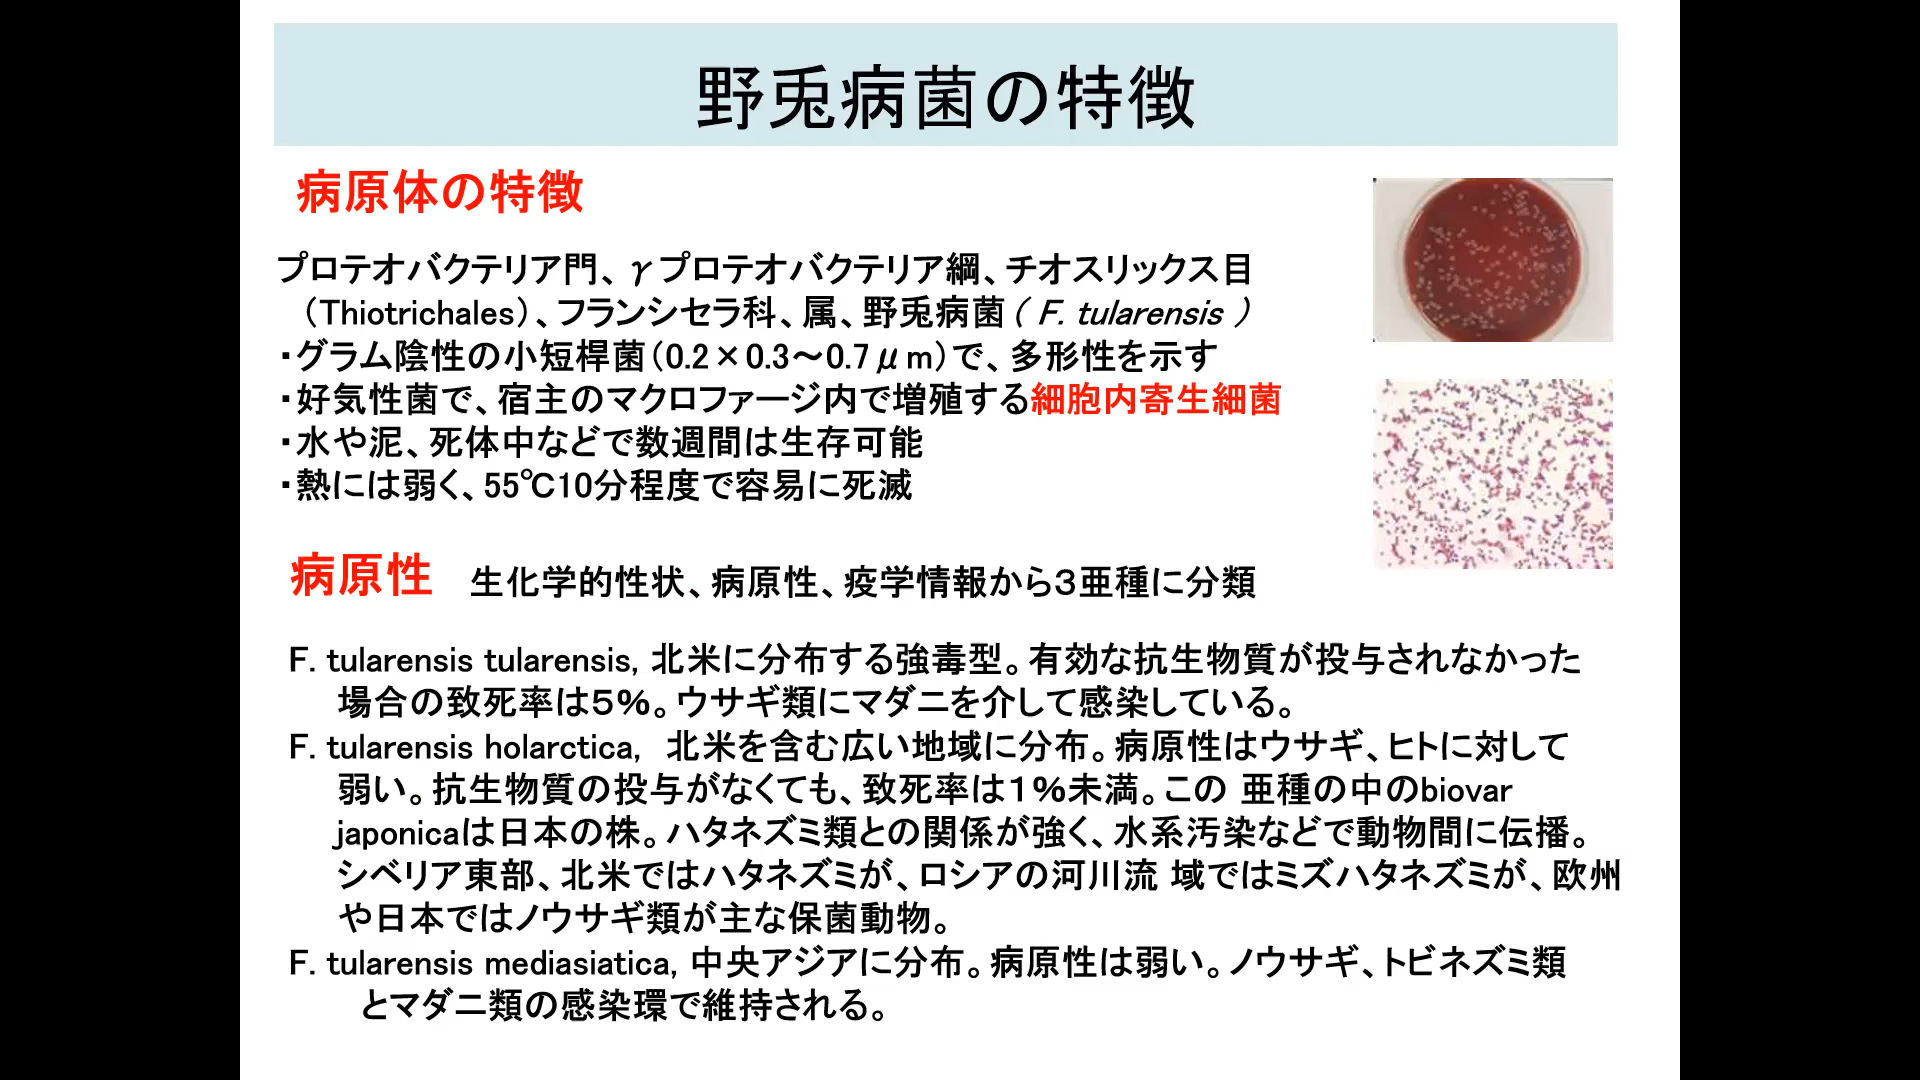 野兎病菌の特徴
病原体の特徴
プロテオバクテリア門、γプロテオバクテリア綱、チオスリックス目
（Thiotrichales）、フランシセラ科、属、野兎病菌（ F. tularensis ）
・グラム陰性の小短桿菌（0.2×0.3～0.7μm）で、多形性を示す
・好気性菌で、宿主のマクロファージ内で増殖する細胞内寄生細菌
・水や泥、死体中などで数週間は生存可能
・熱には弱く、55℃10分程度で容易に死滅
病原性 生化学的性状、病原性、疫学情報から３亜種に分類
F. tularensis tularensis, 北米に分布する強毒型。有効な抗生物質が投与されなかった
場合の致死率は５％。ウサギ類にマダニを介して感染している。
F. tularensis holarctica, 北米を含む広い地域に分布。病原性はウサギ、ヒトに対して
弱い。抗生物質の投与がなくても、致死率は１％未満。この 亜種の中のbiovar
japonicaは日本の株。ハタネズミ類との関係が強く、水系汚染などで動物間に伝播。
シベリア東部、北米ではハタネズミが、ロシアの河川流 域ではミズハタネズミが、欧州
や日本ではノウサギ類が主な保菌動物。
F. tularensis mediasiatica, 中央アジアに分布。病原性は弱い。ノウサギ、トビネズミ類
とマダニ類の感染環で維持される。